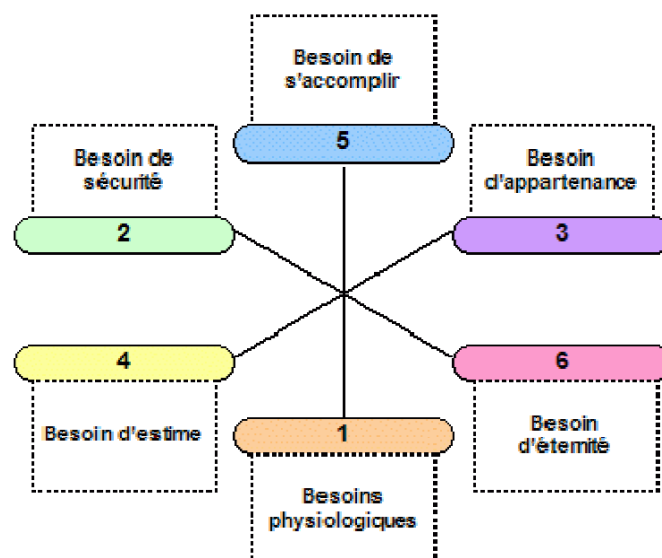 Besoin de
s'accomplir
5
Besoin de
sécurité
2
Besoin
d'appartenance
3
4
Besoin d'estime
6
Besoin
d'éternité
1
Besoins
physiologiques